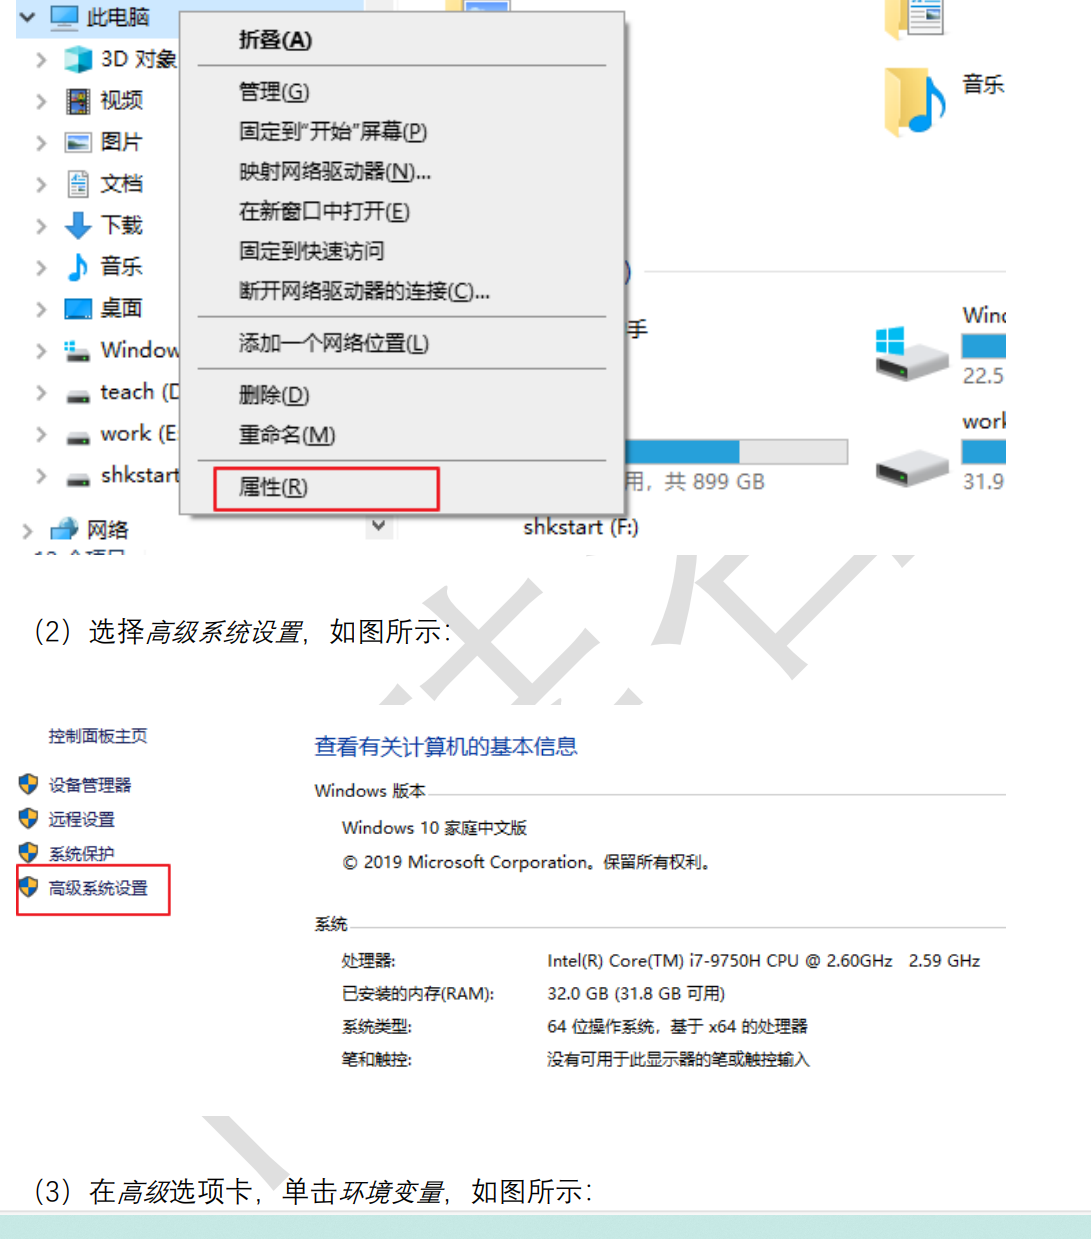 此电脑
折叠(A)
3D 对象
管理(G)
音乐
视频
固定到“开始”屏幕(P)
图片
映射网络驱动器(N)...
文档
在新窗口中打开(E)
下载
固定到快速访问
音乐
断开网络驱动器的连接(C)...
桌面
手
Wind
添加一个网络位置(L)
Window
22.5
删除(D)
teach (D
重命名(M)
work
work (E
属性(R)
用，共 899 GB
31.9
shkstart
shkstart (F:)
网络
（2）选择高级系统设置，如图所示：
控制面板主页
查看有关计算机的基本信息
设备管理器
Windows 版本
远程设置
Windows 10 家庭中文版
系统保护
© 2019 Microsoft Corporation。保留所有权利。
高级系统设置
系统
处理器: Intel(R) Core(TM) i7-9750H CPU @ 2.60GHz 2.59 GHz
已安装的内存(RAM): 32.0 GB (31.8 GB 可用)
系统类型: 64 位操作系统，基于 x64 的处理器
笔和触控: 没有可用于此显示器的笔或触控输入
（3）在高级选项卡，单击环境变量，如图所示：